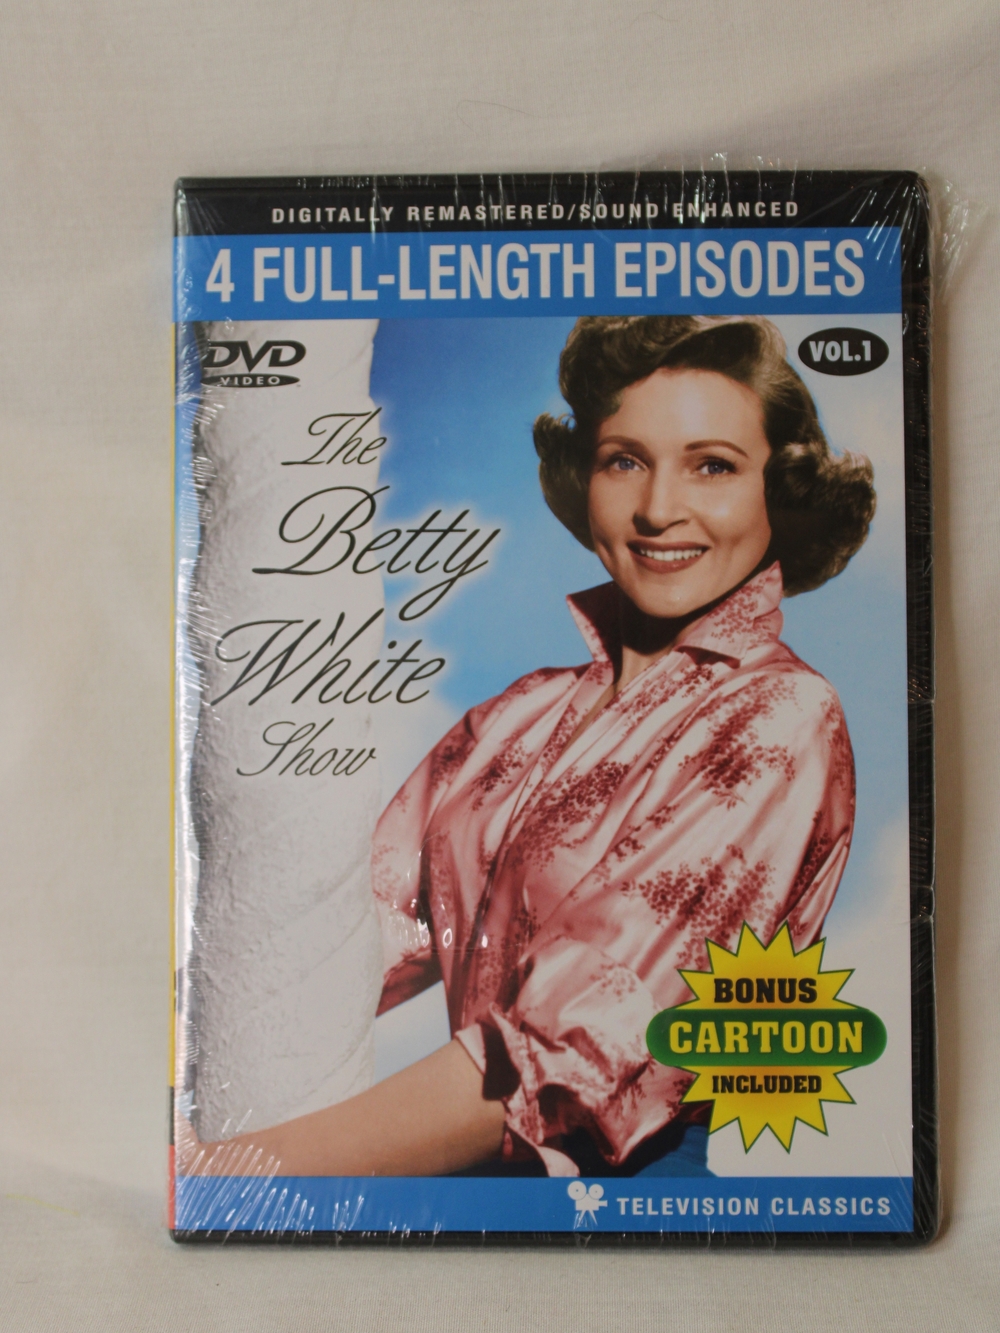 DIGITALLY REMASTERED/SOUND ENHANCED
4 FULL-LENGTH EPISODES
DVD
VIDEO
VOL.1
The
Betty
White
Show
BONUS
CARTOON
INCLUDED
TELEVISION CLASSICS